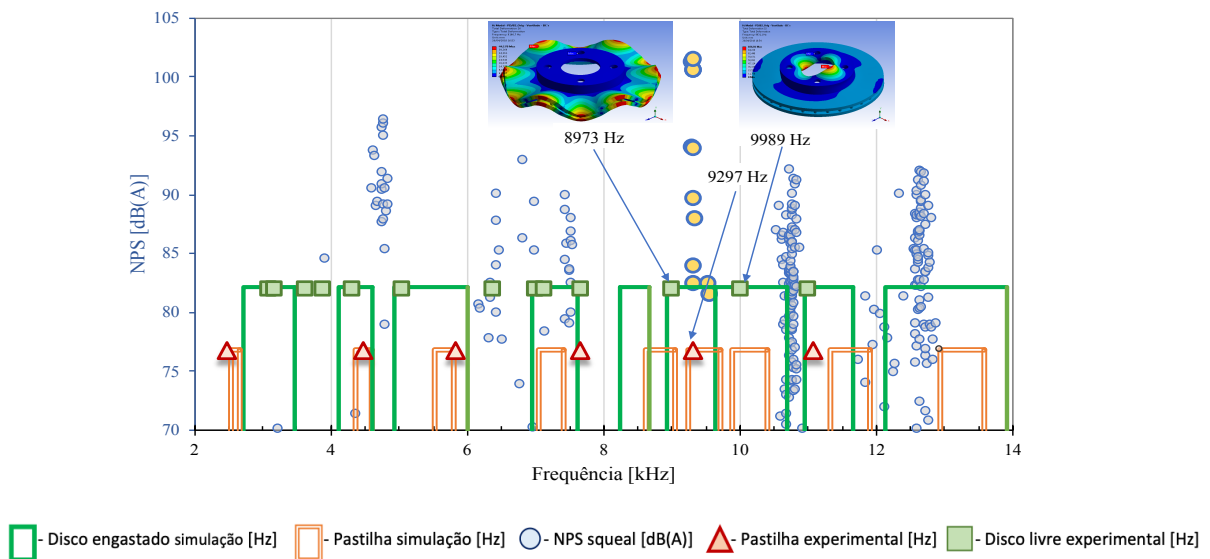 105
100
95
90
85
80
75
70
NPS [dB(A)]
8973 Hz
9989 Hz
9297 Hz
2
4
6
8
10
12
14
Frequência [kHz]
- Disco engastado simulação [Hz]
- Pastilha simulação [Hz]
- NPS squeal [dB(A)]
- Pastilha experimental [Hz]
- Disco livre experimental [Hz]